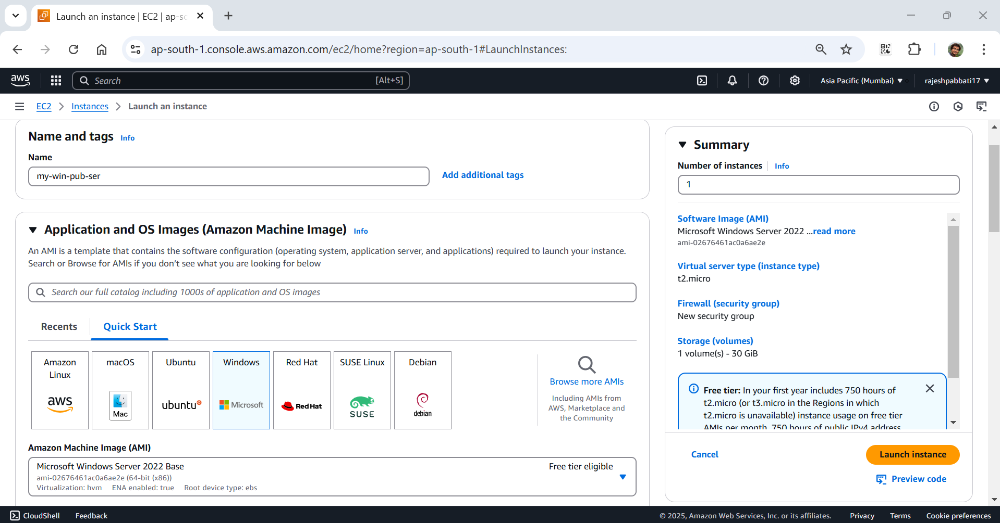 Launch an instance | EC2 | ap-so
ap-south-1.console.aws.amazon.com/ec2/home?region=ap-south-1#LaunchInstances:
aws
Search
[Alt+S]
Asia Pacific (Mumbai)
rajeshpabbati17
EC2
Instances
Launch an instance
Name and tags Info
Name
my-win-pub-ser
Add additional tags
Application and OS Images (Amazon Machine Image) Info
An AMI is a template that contains the software configuration (operating system, application server, and applications) required to launch your instance.
Search or Browse for AMIs if you don’t see what you are looking for below
Search our full catalog including 1000s of application and OS images
Recents
Quick Start
Amazon
Linux
aws
macOS
Mac
Ubuntu
ubuntu
Windows
Microsoft
Red Hat
Red Hat
SUSE Linux
SUSE
Debian
debian
Browse more AMIs
Including AMIs from
AWS, Marketplace and
the Community
Amazon Machine Image (AMI)
Microsoft Windows Server 2022 Base
Free tier eligible
ami-02676461ac0a6ae2e (64-bit (x86))
Virtualization: hvm ENA enabled: true Root device type: ebs
Summary
Number of instances Info
1
Software Image (AMI)
Microsoft Windows Server 2022 ...read more
ami-02676461ac0a6ae2e
Virtual server type (instance type)
t2.micro
Firewall (security group)
New security group
Storage (volumes)
1 volume(s) - 30 GiB
Free tier: In your first year includes 750 hours of
t2.micro (or t3.micro in the Regions in which
t2.micro is unavailable) instance usage on free tier
AMIs per month, 750 hours of public IPv4 address
Cancel
Launch instance
Preview code
CloudShell
Feedback
© 2025, Amazon Web Services, Inc. or its affiliates.
Privacy
Terms
Cookie preferences